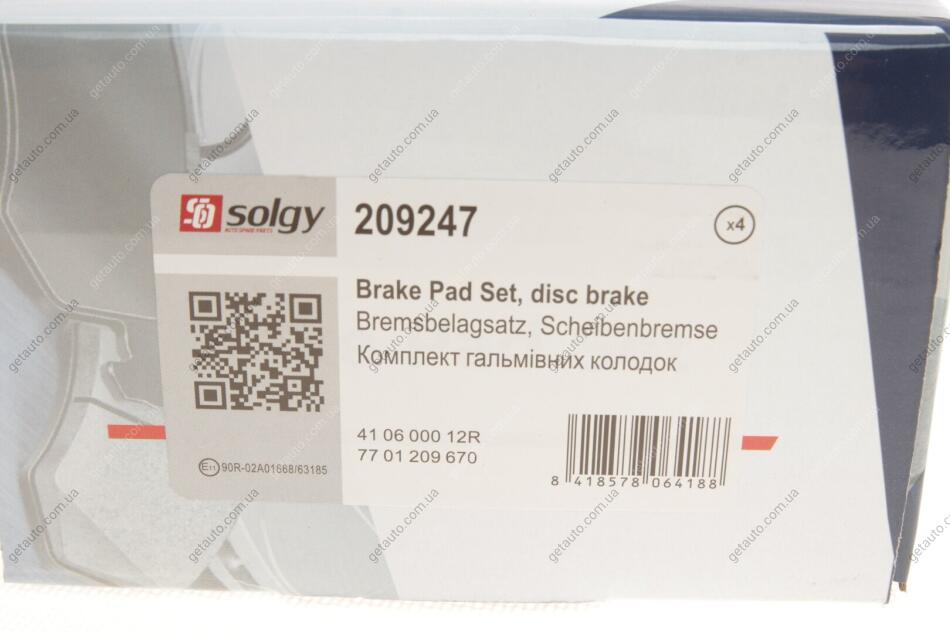 solgy
AUTO SPARE PARTS
209247
x4
Brake Pad Set, disc brake
Bremsbelagsatz, Scheibenbremse
Комплект гальмівних колодок
41 06 000 12R
77 01 209 670
E11 90R-02A01668/63185
8 418578 064188
getauto.com.ua